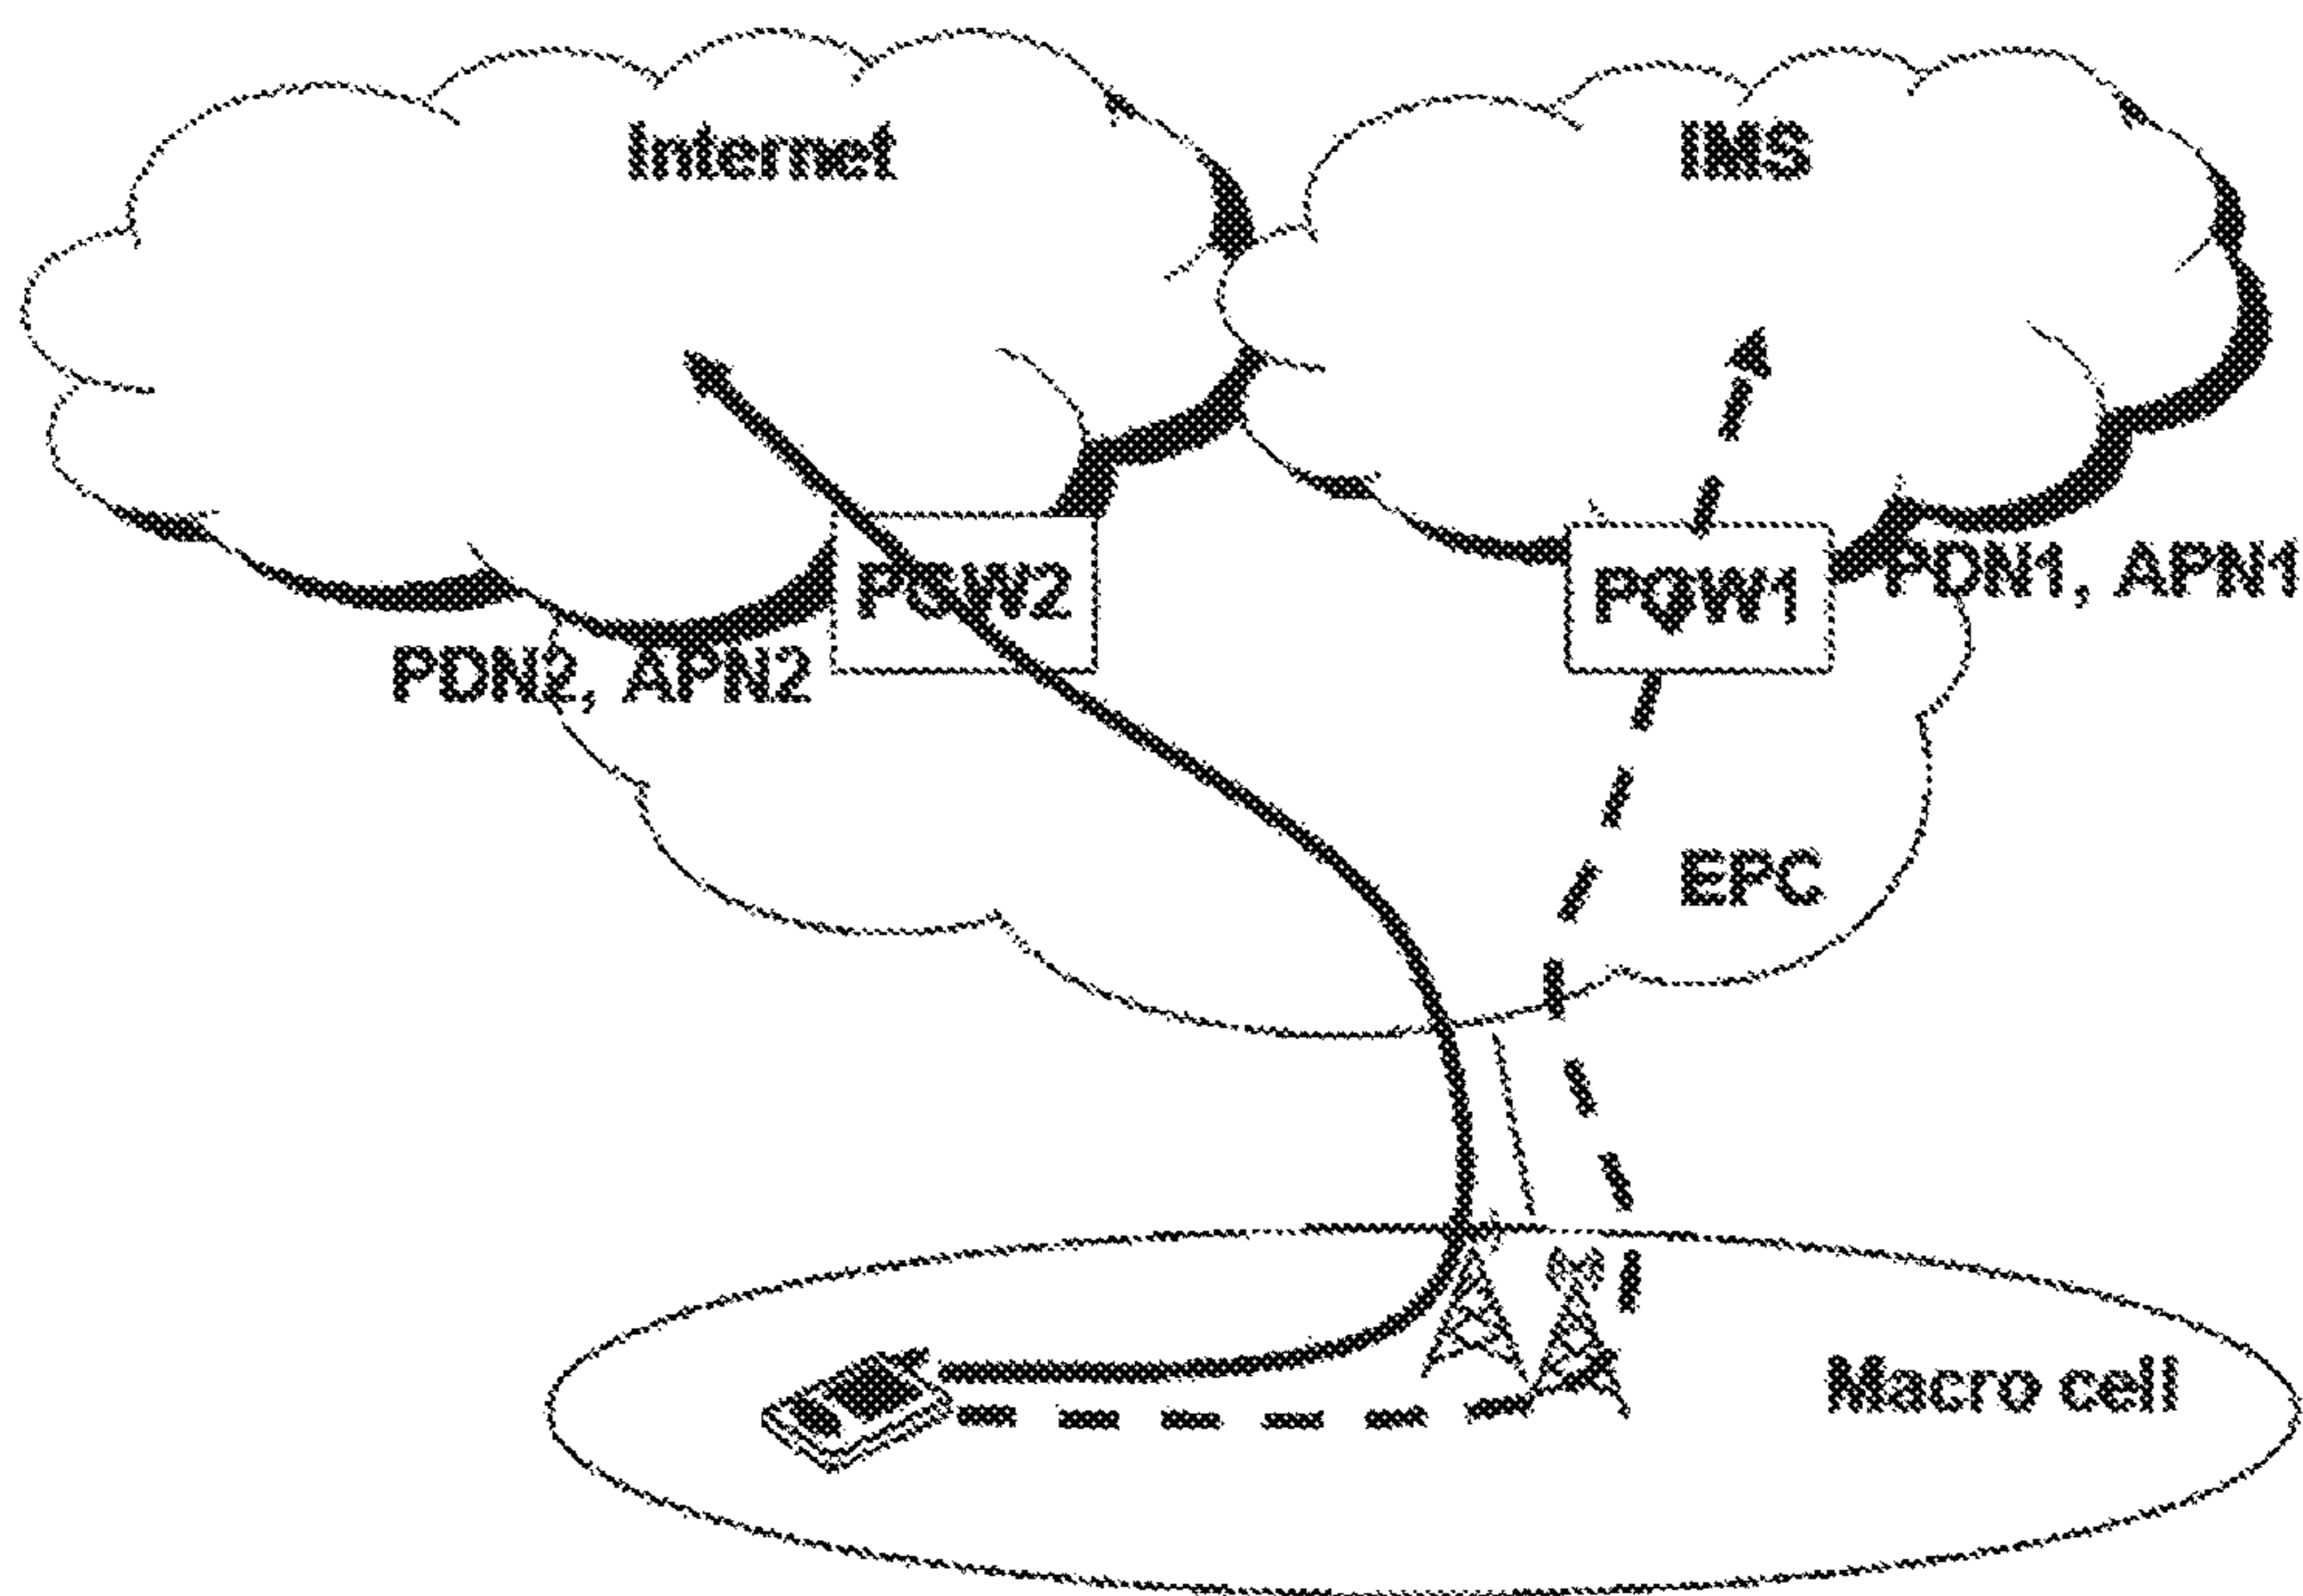 Internet
IMS
PGW2
PGW1
PDN1, APN1
PDN2, APN2
EPC
Macro cell